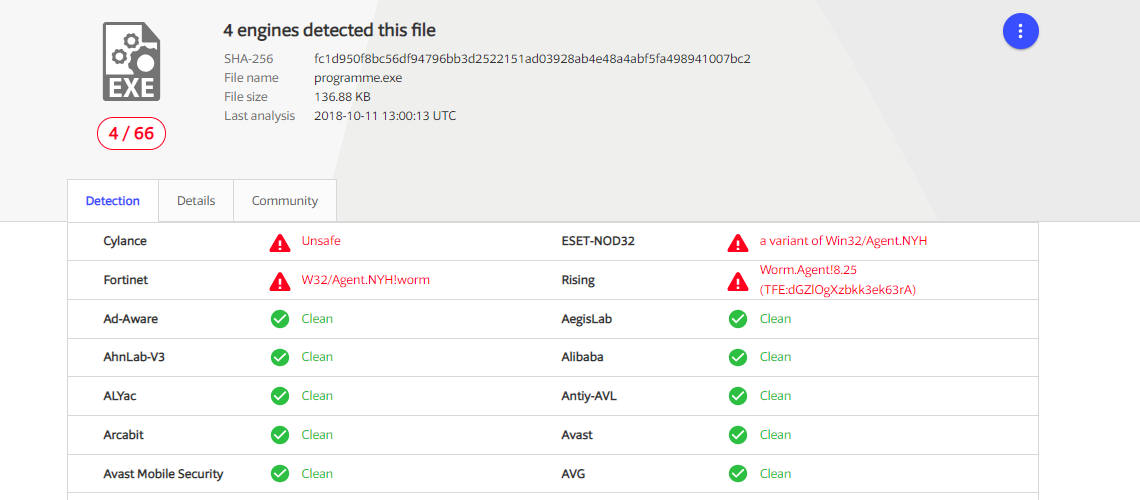 4 engines detected this file
SHA-256 fc1d950f8bc56df94796bb3d2522151ad03928ab4e48a4abf5fa498941007bc2
File name programme.exe
File size 136.88 KB
Last analysis 2018-10-11 13:00:13 UTC
EXE
4 / 66
Detection Details Community
Cylance Unsafe ESET-NOD32 a variant of Win32/Agent.NYH
Fortinet W32/Agent.NYH!worm Rising Worm.Agent!8.25
(TFE:dGZlOgXzbkk3ek63rA)
Ad-Aware Clean AegisLab Clean
AhnLab-V3 Clean Alibaba Clean
ALYac Clean Antiy-AVL Clean
Arcabit Clean Avast Clean
Avast Mobile Security Clean AVG Clean